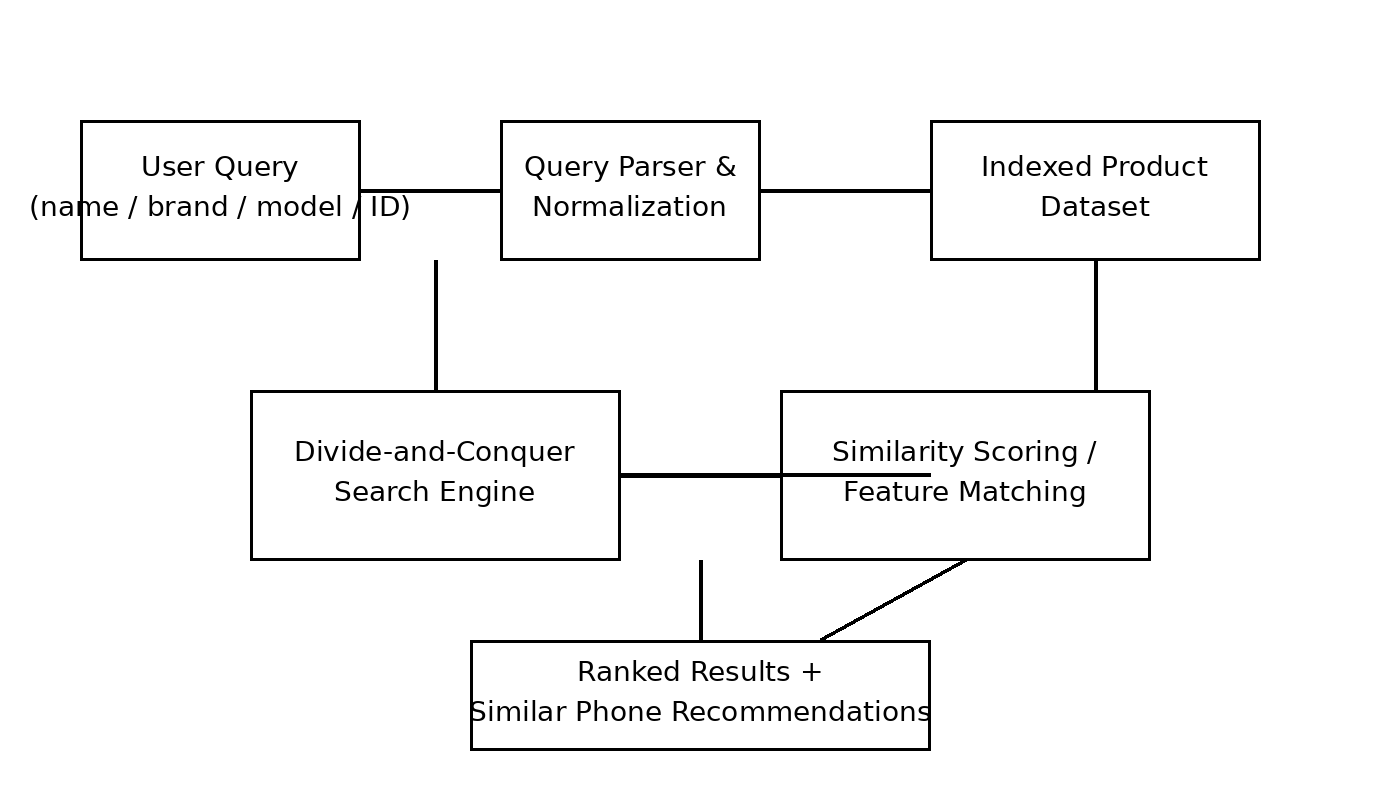 User Query
(name / brand / model / ID)
Query Parser &
Normalization
Indexed Product
Dataset
Divide-and-Conquer
Search Engine
Similarity Scoring /
Feature Matching
Ranked Results +
Similar Phone Recommendations